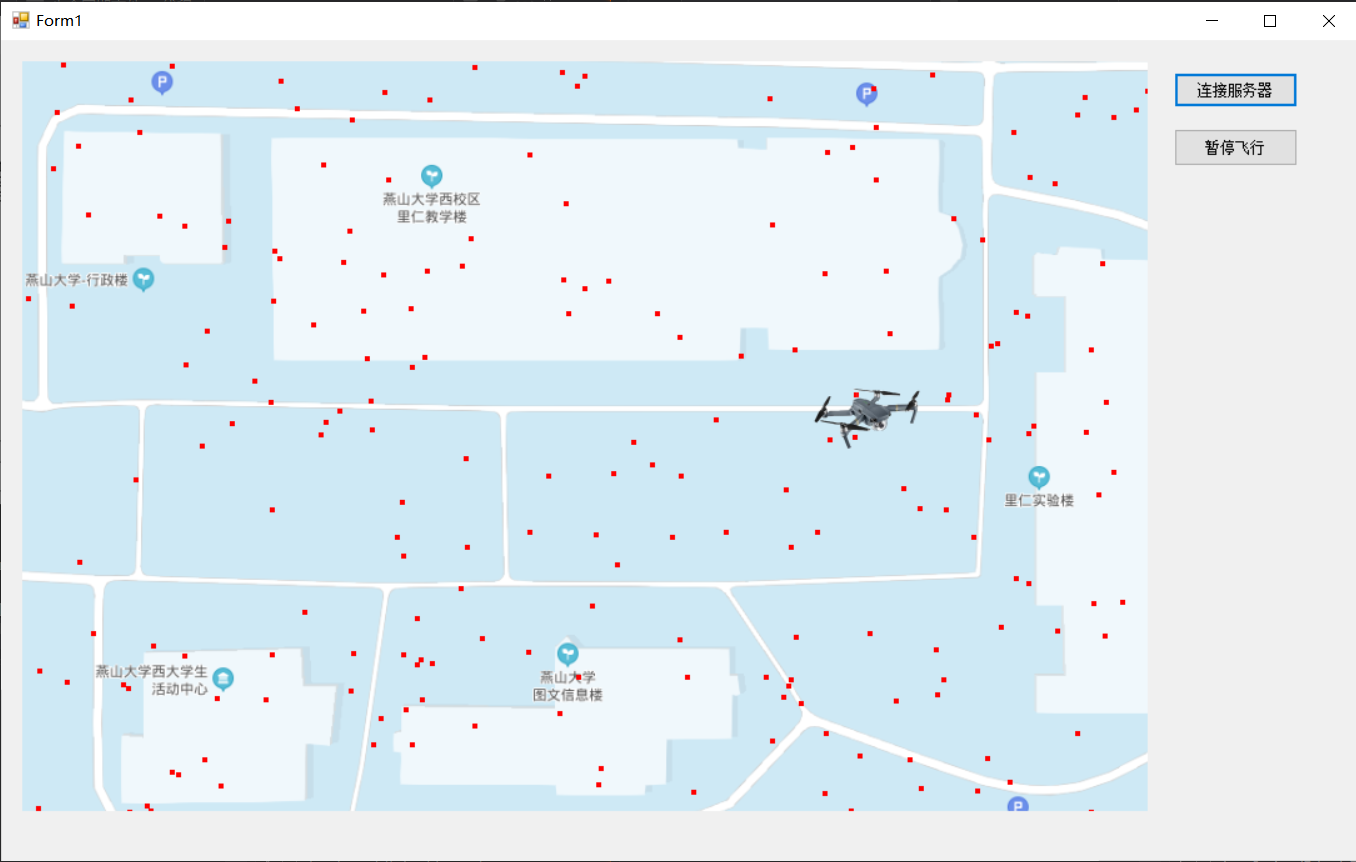 Form1
连接服务器
暂停飞行
P
P
燕山大学西校区
里仁教学楼
燕山大学-行政楼
里仁实验楼
燕山大学西大学生
活动中心
燕山大学
图文信息楼
P